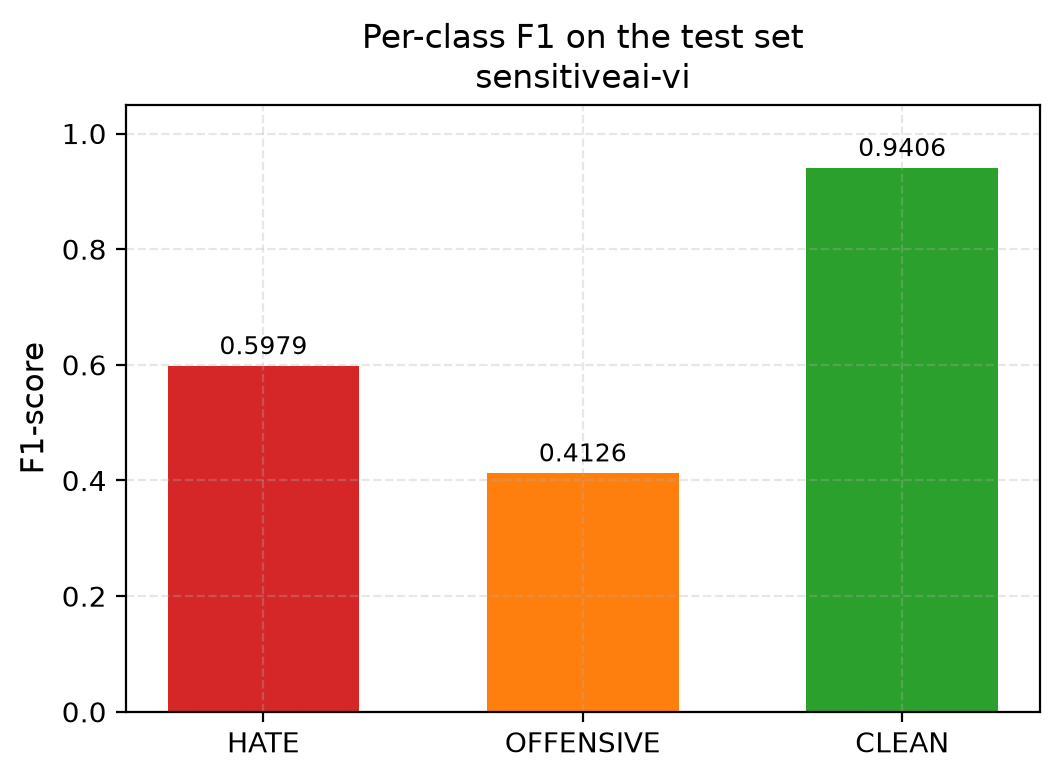 Per-class F1 on the test set
sensitiveai-vi
F1-score
1.0
0.8
0.6
0.4
0.2
0.0
0.5979
0.4126
0.9406
HATE
OFFENSIVE
CLEAN